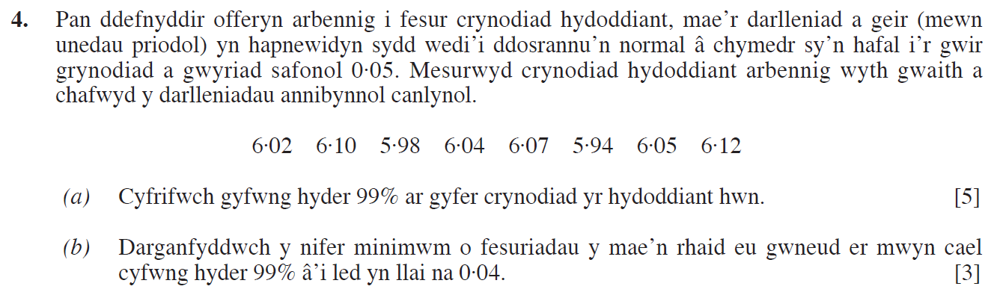 4. Pan ddefnyddir offeryn arbennig i fesur crynodiad hydoddiant, mae’r darlleniad a geir (mewn
unedau priodol) yn hapnewidyn sydd wedi’i ddosrannu’n normal â chymedr sy’n hafal i’r gwir
grynodiad a gwyriad safonol 0·05. Mesurwyd crynodiad hydoddiant arbennig wyth gwaith a
chafwyd y darlleniadau annibynnol canlynol.
6·02 6·10 5·98 6·04 6·07 5·94 6·05 6·12
(a) Cyfrifwch gyfwng hyder 99% ar gyfer crynodiad yr hydoddiant hwn. [5]
(b) Darganfyddwch y nifer minimwm o fesuriadau y mae’n rhaid eu gwneud er mwyn cael
cyfwng hyder 99% â’i led yn llai na 0·04. [3]